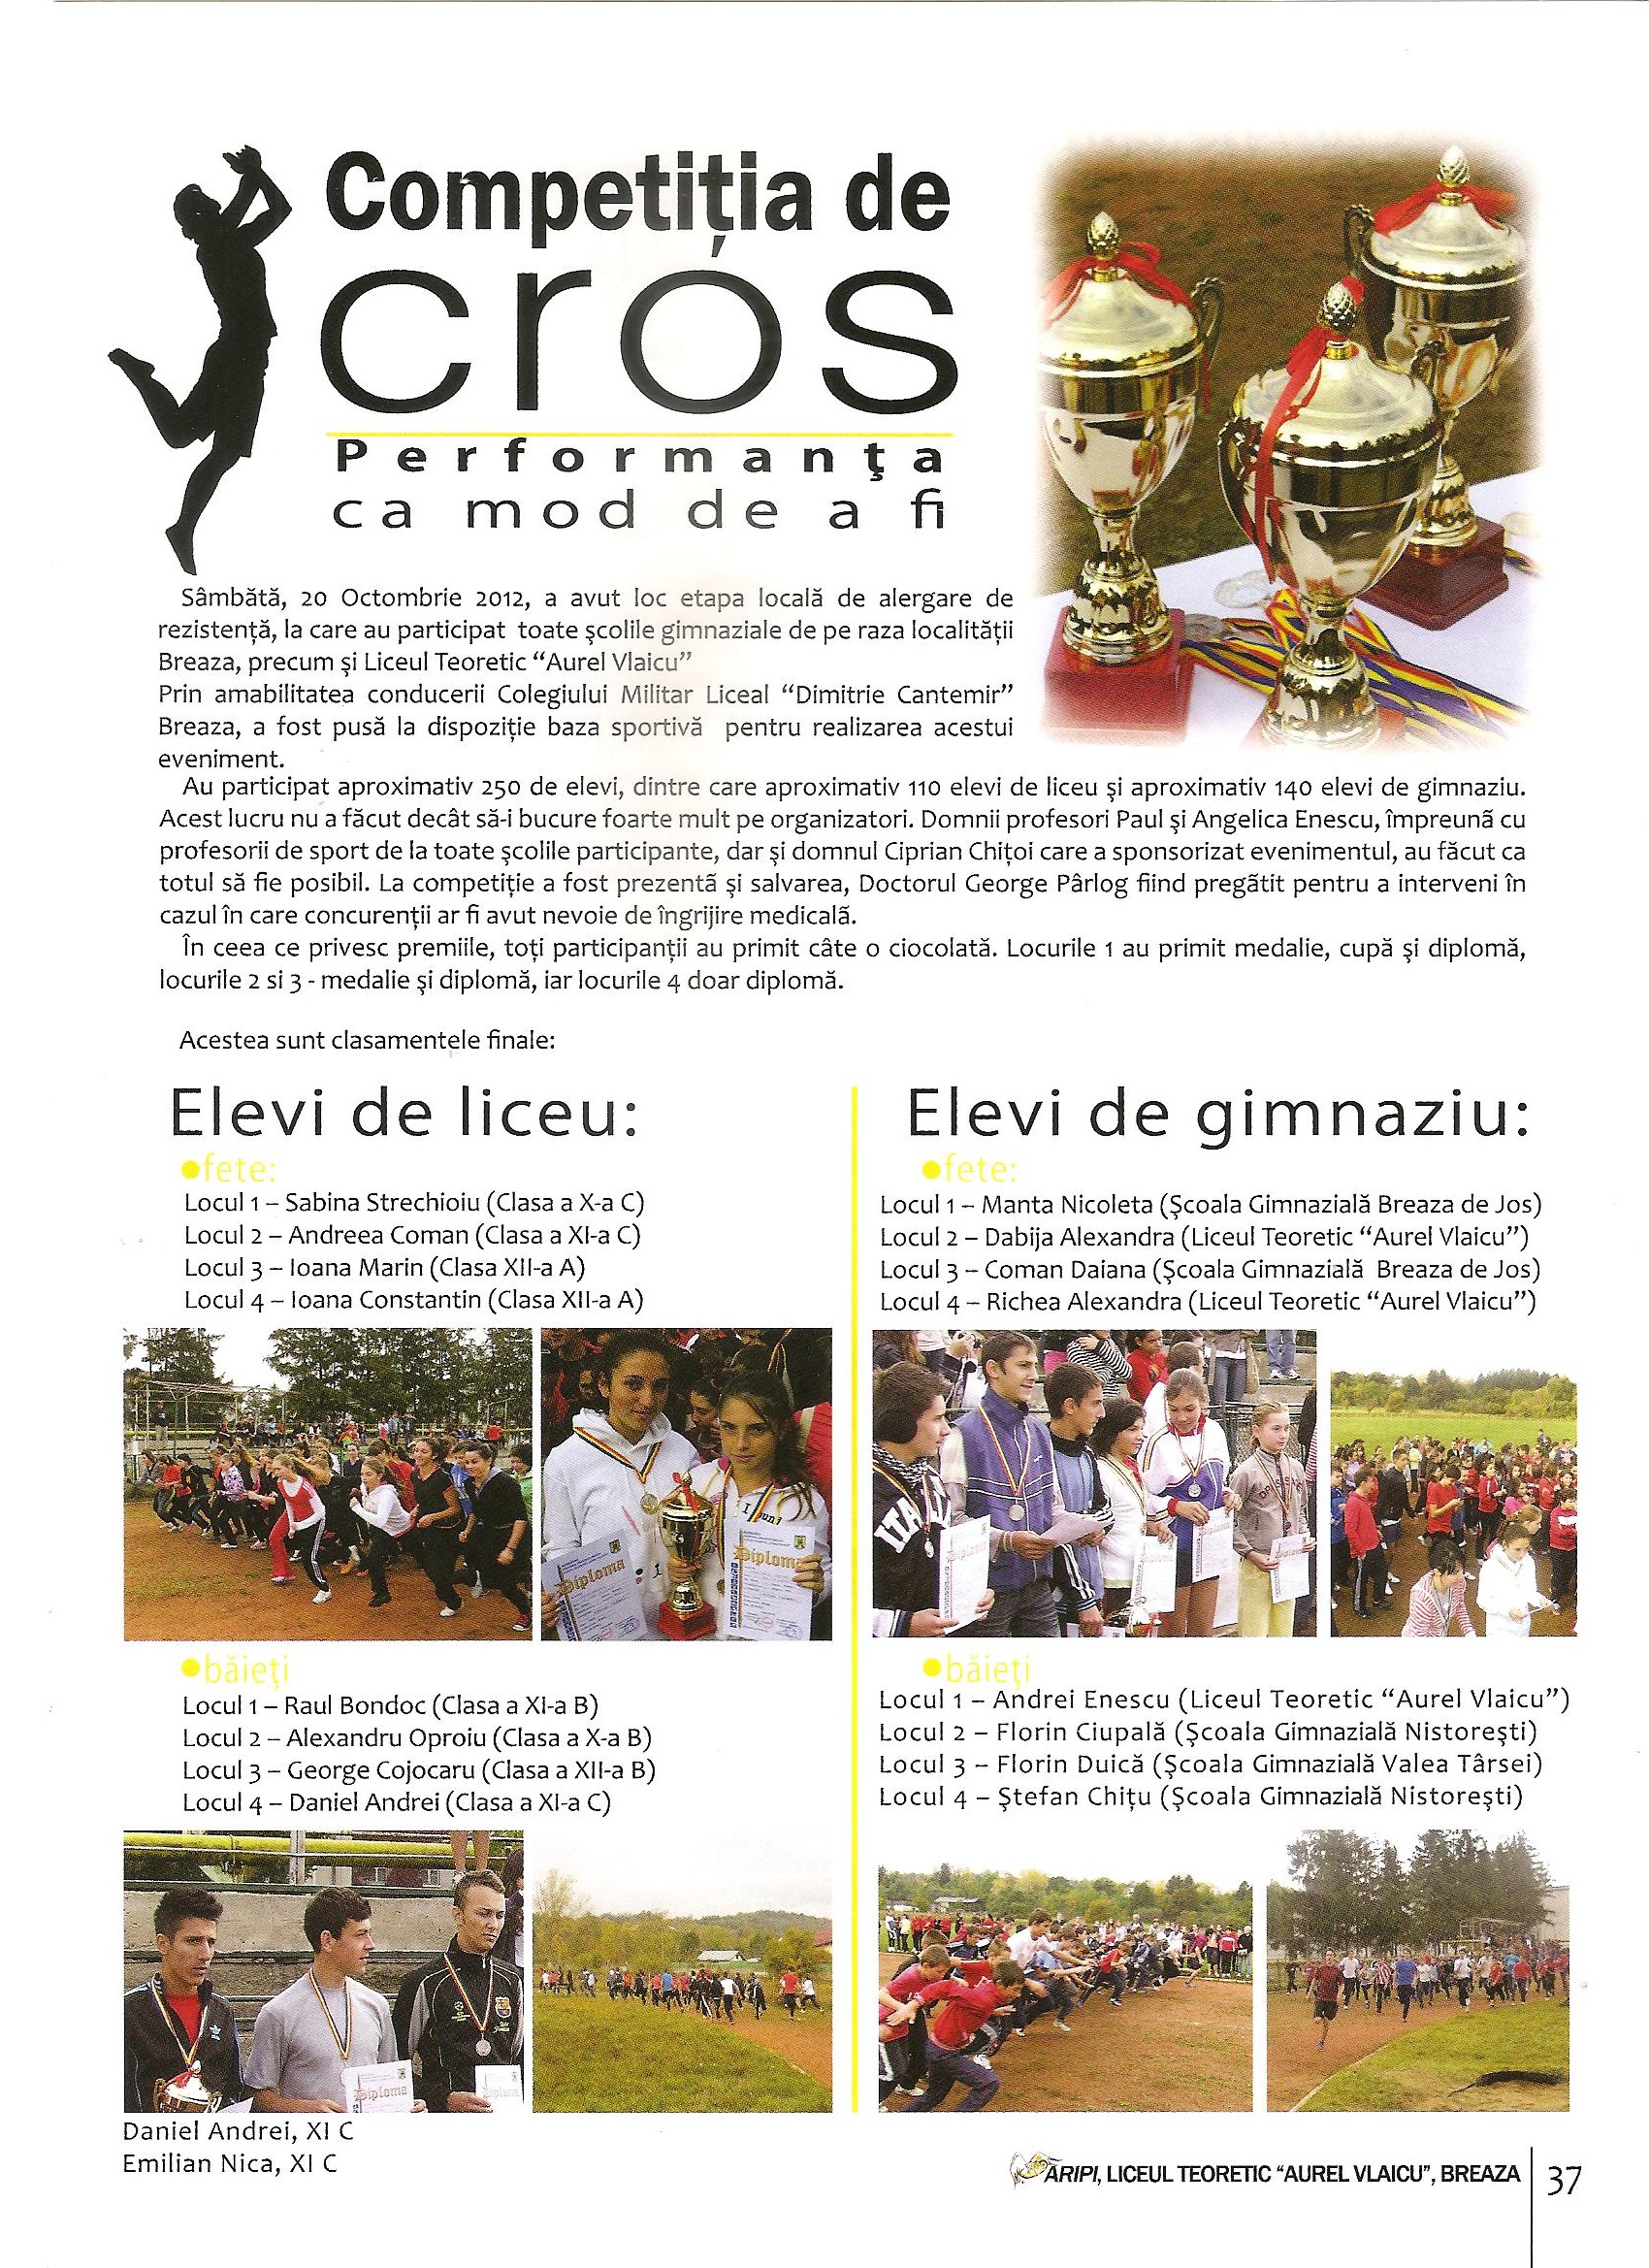 Competiția de
cros
Performanţa
ca mod de a fi
Sâmbătă, 20 Octombrie 2012, a avut loc etapa locală de alergare de
rezistență, la care au participat toate şcolile gimnaziale de pe raza localității
Breaza, precum şi Liceul Teoretic “Aurel Vlaicu”
Prin amabilitatea conducerii Colegiului Militar Liceal “Dimitrie Cantemir”
Breaza, a fost pusă la dispoziție baza sportivă pentru realizarea acestui
eveniment.
Au participat aproximativ 250 de elevi, dintre care aproximativ 110 elevi de liceu şi aproximativ 140 elevi de gimnaziu.
Acest lucru nu a făcut decât să-i bucure foarte mult pe organizatori. Domnii profesori Paul şi Angelica Enescu, împreună cu
profesorii de sport de la toate şcolile participante, dar şi domnul Ciprian Chițoi care a sponsorizat evenimentul, au făcut ca
totul să fie posibil. La competiție a fost prezentă şi salvarea, Doctorul George Pârlog fiind pregătit pentru a interveni în
cazul în care concurenții ar fi avut nevoie de îngrijire medicală.
În ceea ce privesc premiile, toți participanții au primit câte o ciocolată. Locurile 1 au primit medalie, cupă şi diplomă,
locurile 2 si 3 - medalie şi diplomă, iar locurile 4 doar diplomă.
Acestea sunt clasamentele finale:
Elevi de liceu:
●fete:
Locul 1 – Sabina Strechioiu (Clasa a X-a C)
Locul 2 – Andreea Coman (Clasa a XI-a C)
Locul 3 – Ioana Marin (Clasa XII-a A)
Locul 4 – Ioana Constantin (Clasa XII-a A)
Diploma
Diploma
●băieţi
Locul 1 – Raul Bondoc (Clasa a XI-a B)
Locul 2 – Alexandru Oproiu (Clasa a X-a B)
Locul 3 – George Cojocaru (Clasa a XII-a B)
Locul 4 – Daniel Andrei (Clasa a XI-a C)
Diploma
Daniel Andrei, XI C
Emilian Nica, XI C
Elevi de gimnaziu:
●fete:
Locul 1 – Manta Nicoleta (Şcoala Gimnazială Breaza de Jos)
Locul 2 – Dabija Alexandra (Liceul Teoretic “Aurel Vlaicu”)
Locul 3 – Coman Daiana (Şcoala Gimnazială Breaza de Jos)
Locul 4 – Richea Alexandra (Liceul Teoretic “Aurel Vlaicu”)
ITA
Diploma
●băieţi
Locul 1 – Andrei Enescu (Liceul Teoretic “Aurel Vlaicu”)
Locul 2 – Florin Ciupală (Şcoala Gimnazială Nistoreşti)
Locul 3 – Florin Duică (Şcoala Gimnazială Valea Târsei)
Locul 4 – Ştefan Chițu (Şcoala Gimnazială Nistoreşti)
ARIPI, LICEUL TEORETIC “AUREL VLAICU”, BREAZA
37